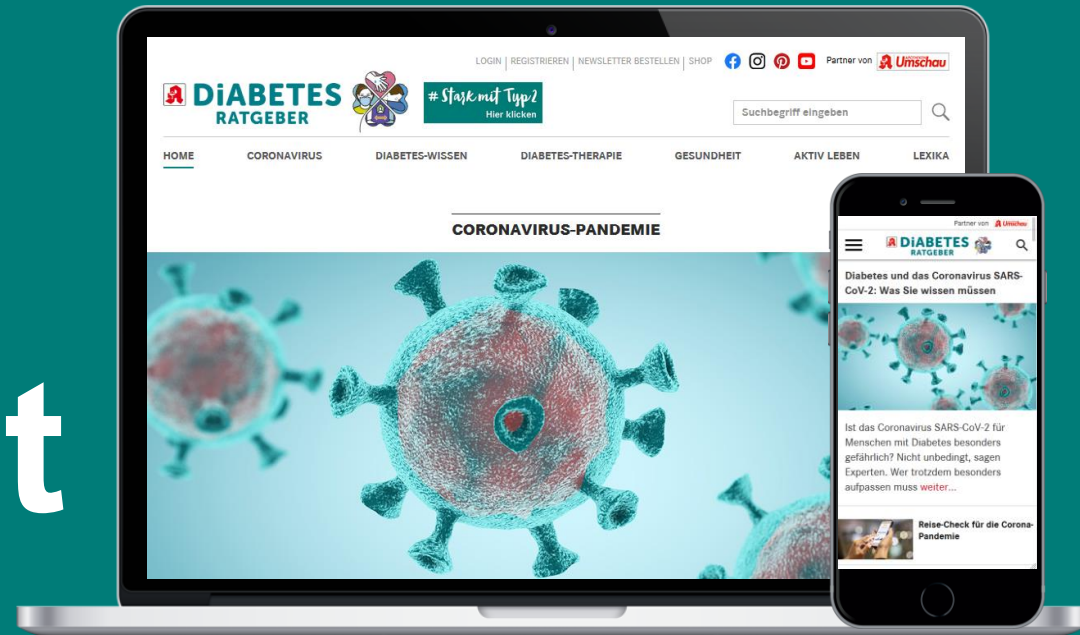 t
LOGIN | REGISTRIEREN | NEWSLETTER BESTELLEN | SHOP
Partner von
Umschau
DiABETES
RATGEBER
# Stark mit Typ 2
Hier klicken
Suchbegriff eingeben
HOME CORONAVIRUS DIABETES-WISSEN DIABETES-THERAPIE GESUNDHEIT AKTIV LEBEN LEXIKA
CORONAVIRUS-PANDEMIE
Partner von
Umschau
DiABETES
RATGEBER
Diabetes und das Coronavirus SARS-
CoV-2: Was Sie wissen müssen
Ist das Coronavirus SARS-CoV-2 für
Menschen mit Diabetes besonders
gefährlich? Nicht unbedingt, sagen
Experten. Wer trotzdem besonders
aufpassen muss weiter...
Reise-Check für die Corona-
Pandemie